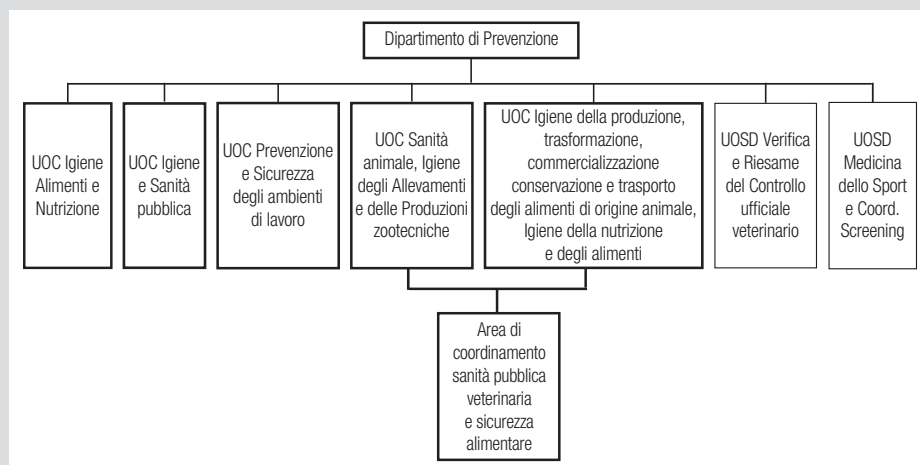 Dipartimento di Prevenzione
UOC Igiene
Alimenti e
Nutrizione
UOC Igiene
e Sanità
pubblica
UOC Prevenzione
e Sicurezza
degli ambienti
di lavoro
UOC Sanità
animale, Igiene
degli Allevamenti
e delle Produzioni
zootecniche
UOC Igiene della produzione,
trasformazione,
commercializzazione
conservazione e trasporto
degli alimenti di origine animale,
Igiene della nutrizione
e degli alimenti
UOSD Verifica
e Riesame
del Controllo
ufficiale
veterinario
UOSD
Medicina
dello Sport
e Coord.
Screening
Area di
coordinamento
sanità pubblica
veterinaria
e sicurezza
alimentare